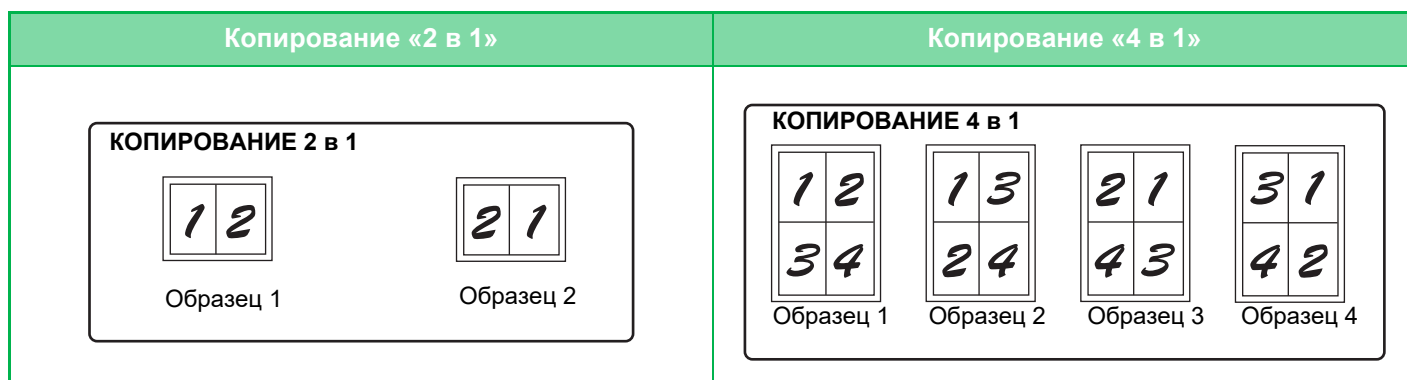 Копирование «2 в 1»
Копирование «4 в 1»
КОПИРОВАНИЕ 2 в 1
1 2
2 1
Образец 1
Образец 2
КОПИРОВАНИЕ 4 в 1
1 2
3 4
1 3
2 4
2 1
4 3
3 1
4 2
Образец 1
Образец 2
Образец 3
Образец 4